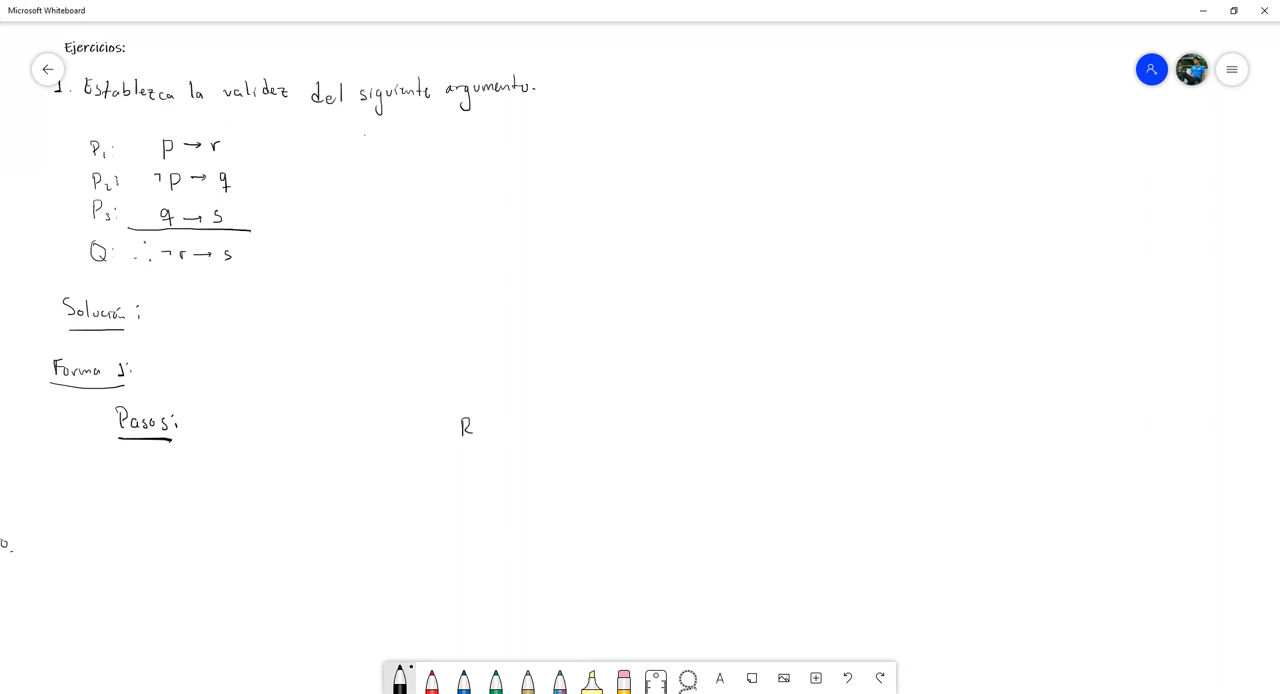 Microsoft Whiteboard
Ejercicios:
1. Establezca la validez del siguiente argumento.
P₁: p → r
P₂: ¬p → q
P₃: q → s
Q: ∴ ¬r → s
Solución:
Forma 1:
Pasos: R
o.
A